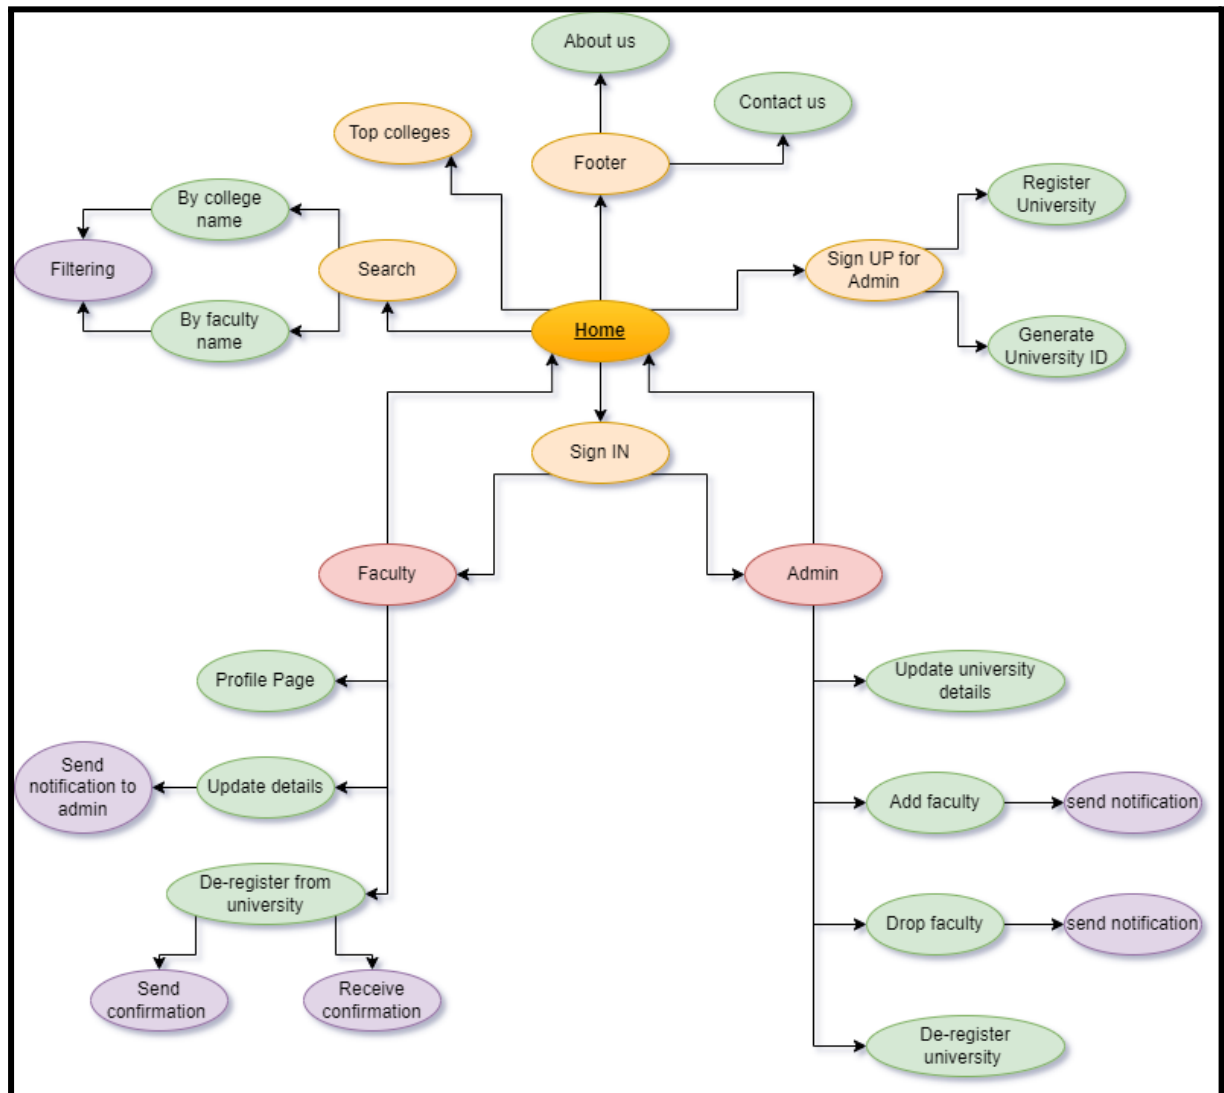 About us
Contact us
Top colleges
Footer
Register
University
By college
name
Filtering
Search
Sign UP for
Admin
By faculty
name
Home
Generate
University ID
Sign IN
Faculty
Admin
Profile Page
Update university
details
Send
notification to
admin
Update details
Add faculty
send notification
De-register from
university
Drop faculty
send notification
Send
confirmation
Receive
confirmation
De-register
university